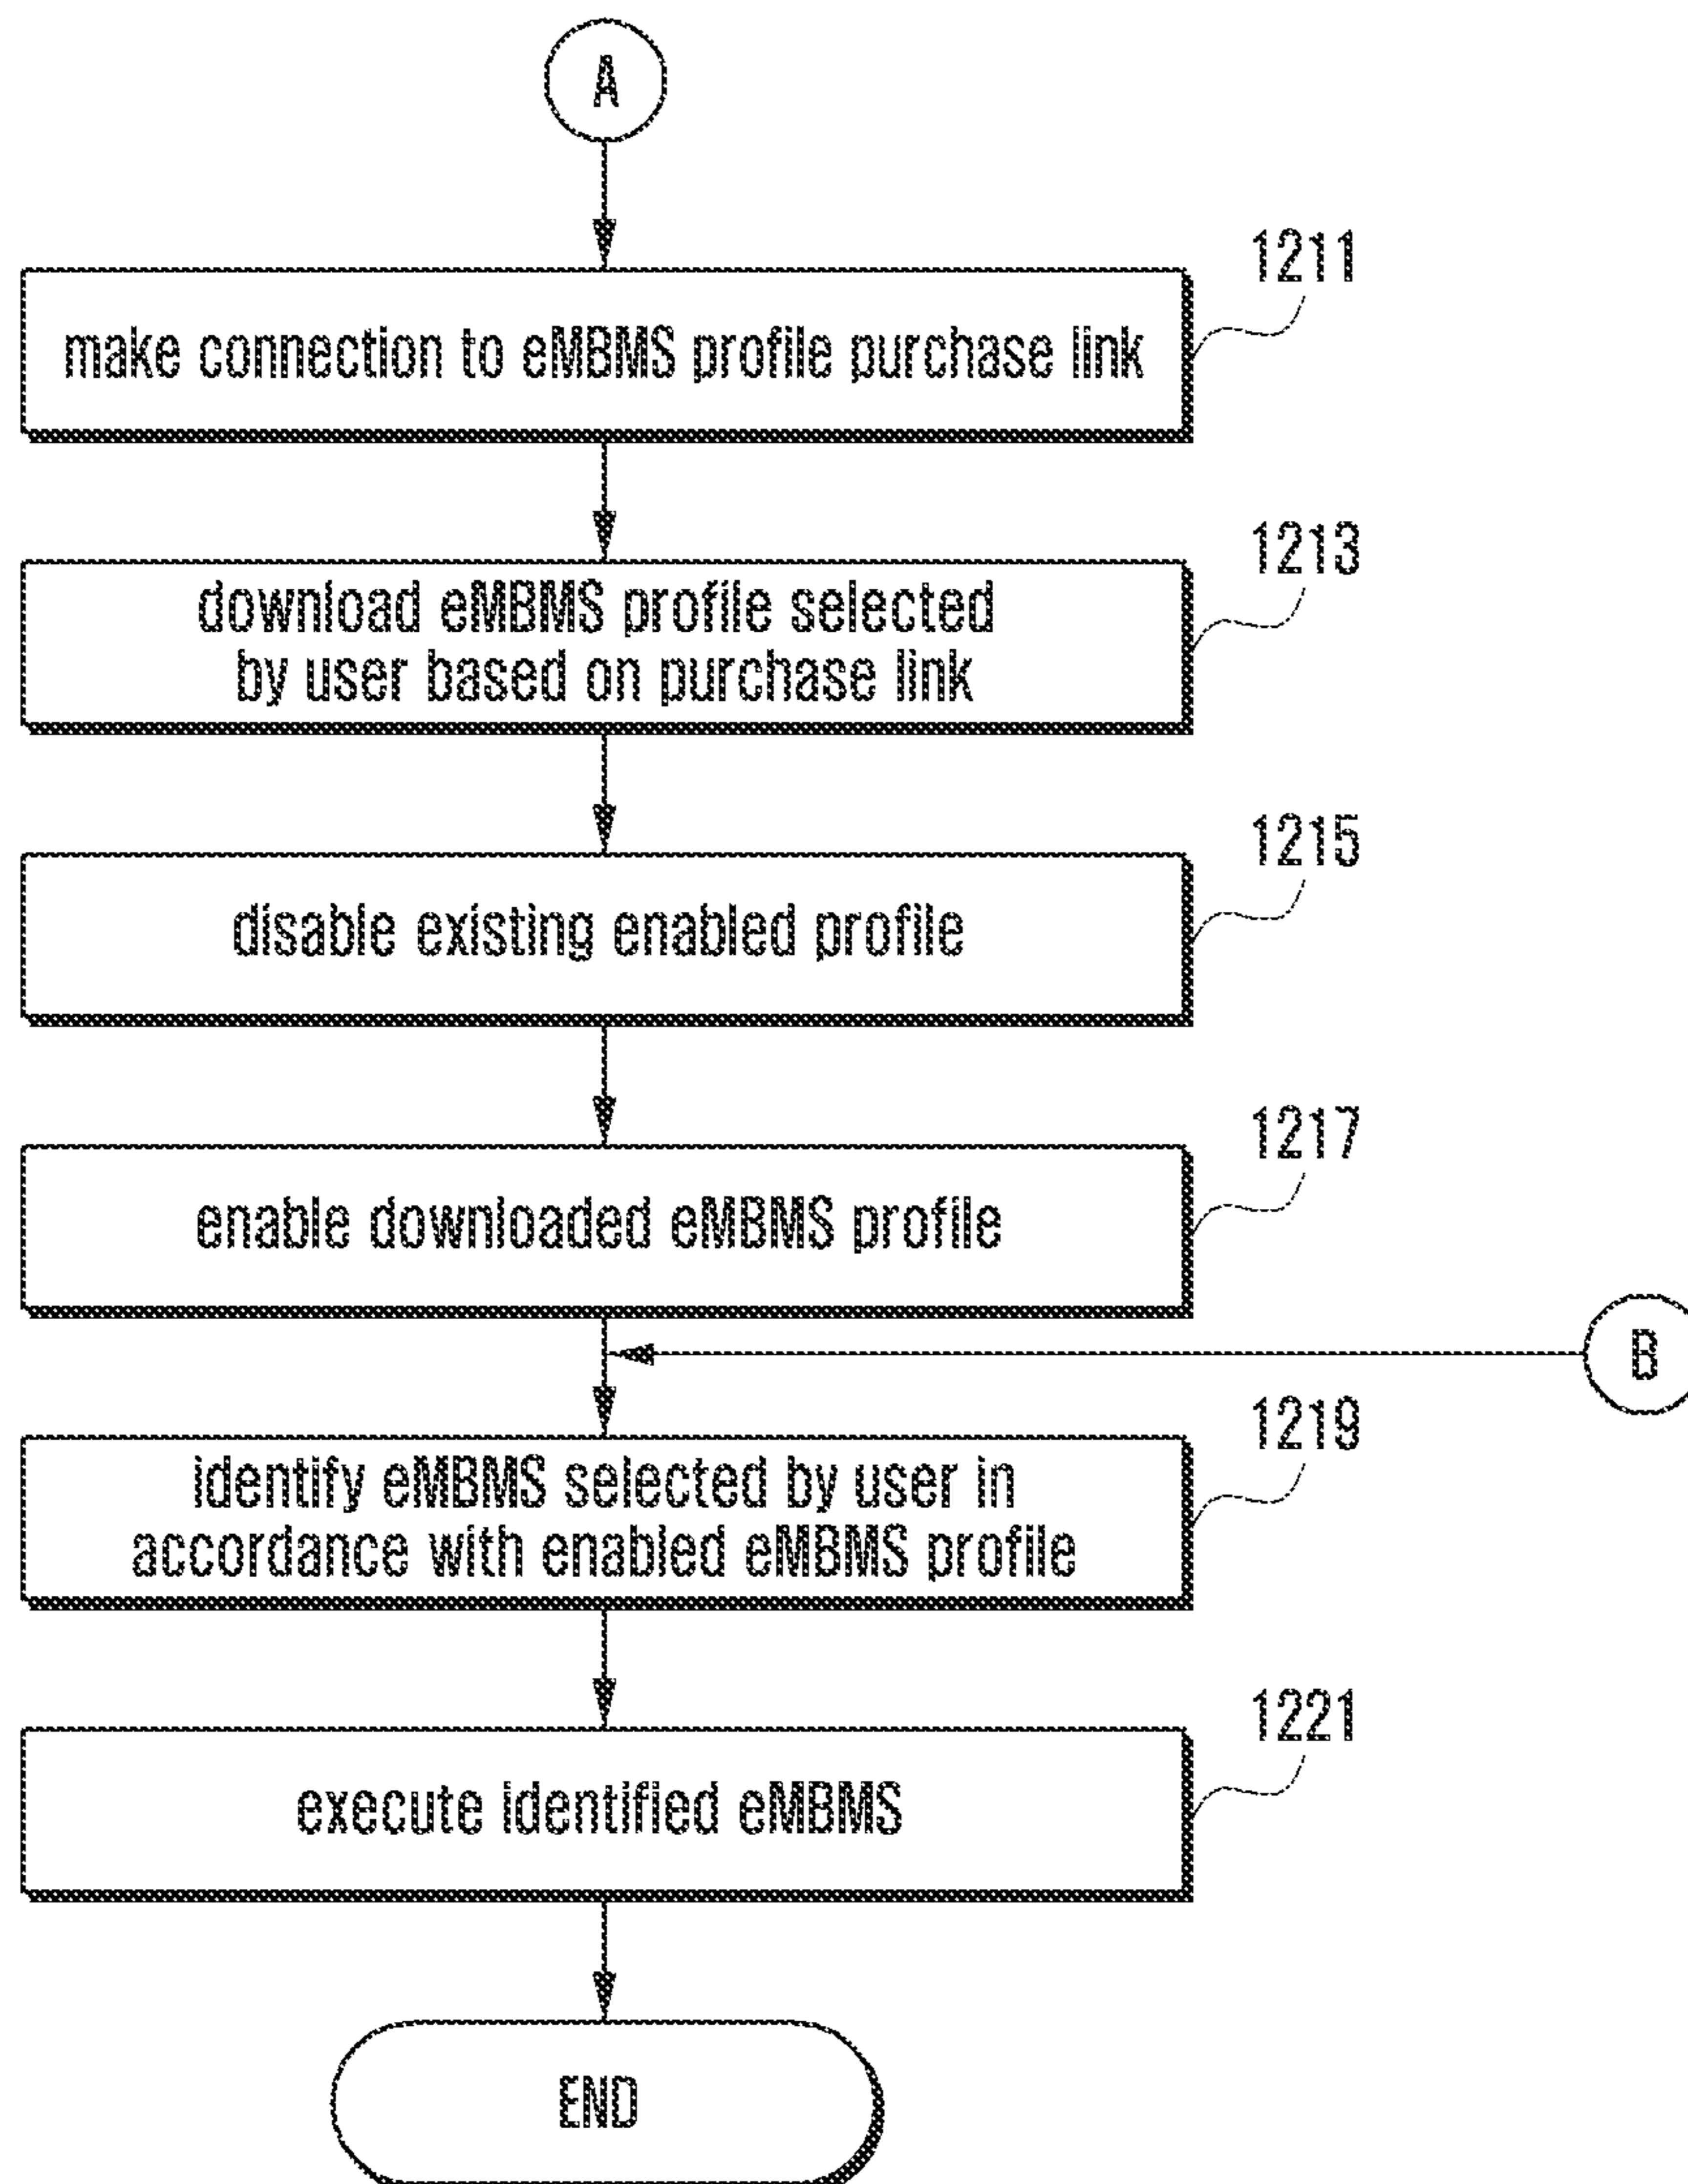 A
1211
make connection to eMBMS profile purchase link
1213
download eMBMS profile selected
by user based on purchase link
1215
disable existing enabled profile
1217
enable downloaded eMBMS profile
B
1219
identify eMBMS selected by user in
accordance with enabled eMBMS profile
1221
execute identified eMBMS
END